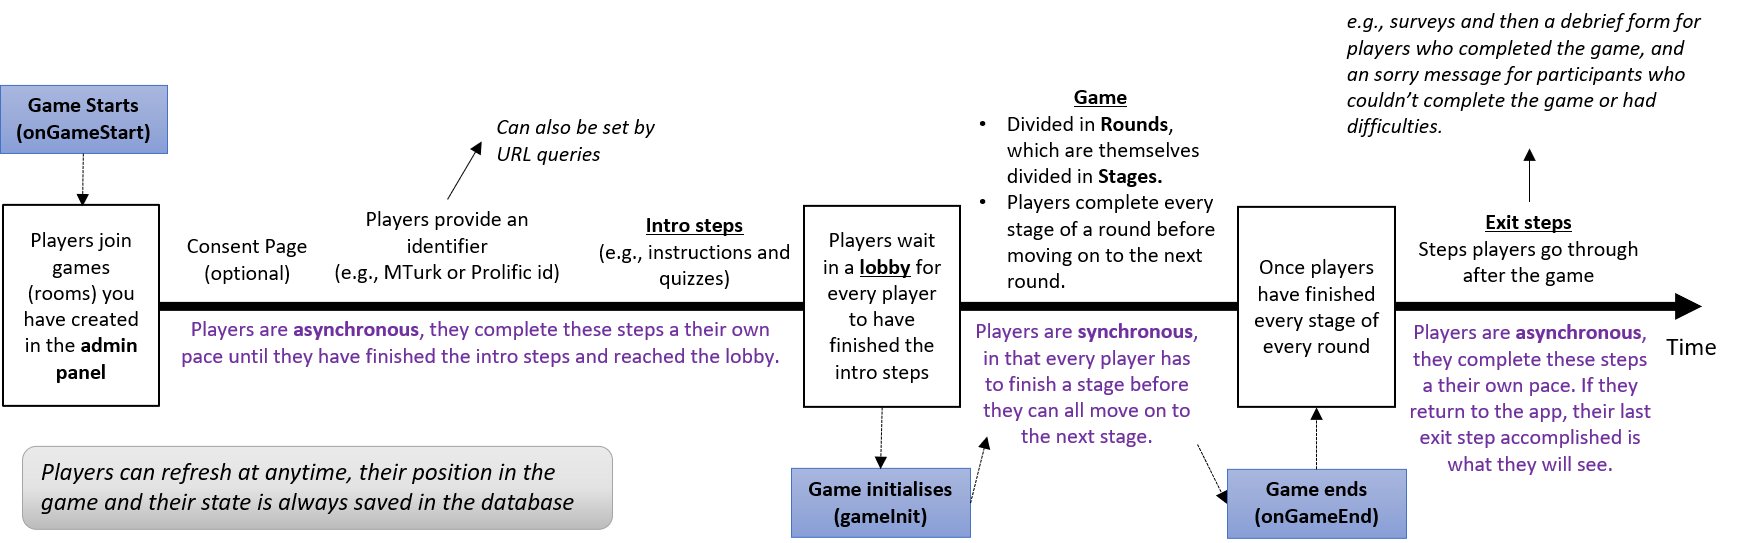 Game Starts
(onGameStart)
Players join
games
(rooms) you
have created
in the admin
panel
Consent Page
(optional)
Can also be set by
URL queries
Players provide an
identifier
(e.g., MTurk or Prolific id)
Intro steps
(e.g., instructions and
quizzes)
Players are asynchronous, they complete these steps a their own
pace until they have finished the intro steps and reached the lobby.
Players can refresh at anytime, their position in the
game and their state is always saved in the database
Players wait
in a lobby for
every player
to have
finished the
intro steps
Game initialises
(gameInit)
Game
• Divided in Rounds,
which are themselves
divided in Stages.
• Players complete every
stage of a round before
moving on to the next
round.
Players are synchronous,
in that every player has
to finish a stage before
they can all move on to
the next stage.
Game ends
(onGameEnd)
Once players
have finished
every stage of
every round
e.g., surveys and then a debrief form for
players who completed the game, and
an sorry message for participants who
couldn’t complete the game or had
difficulties.
Exit steps
Steps players go through
after the game
Players are asynchronous,
they complete these steps
a their own pace. If they
return to the app, their last
exit step accomplished is
what they will see.
Time